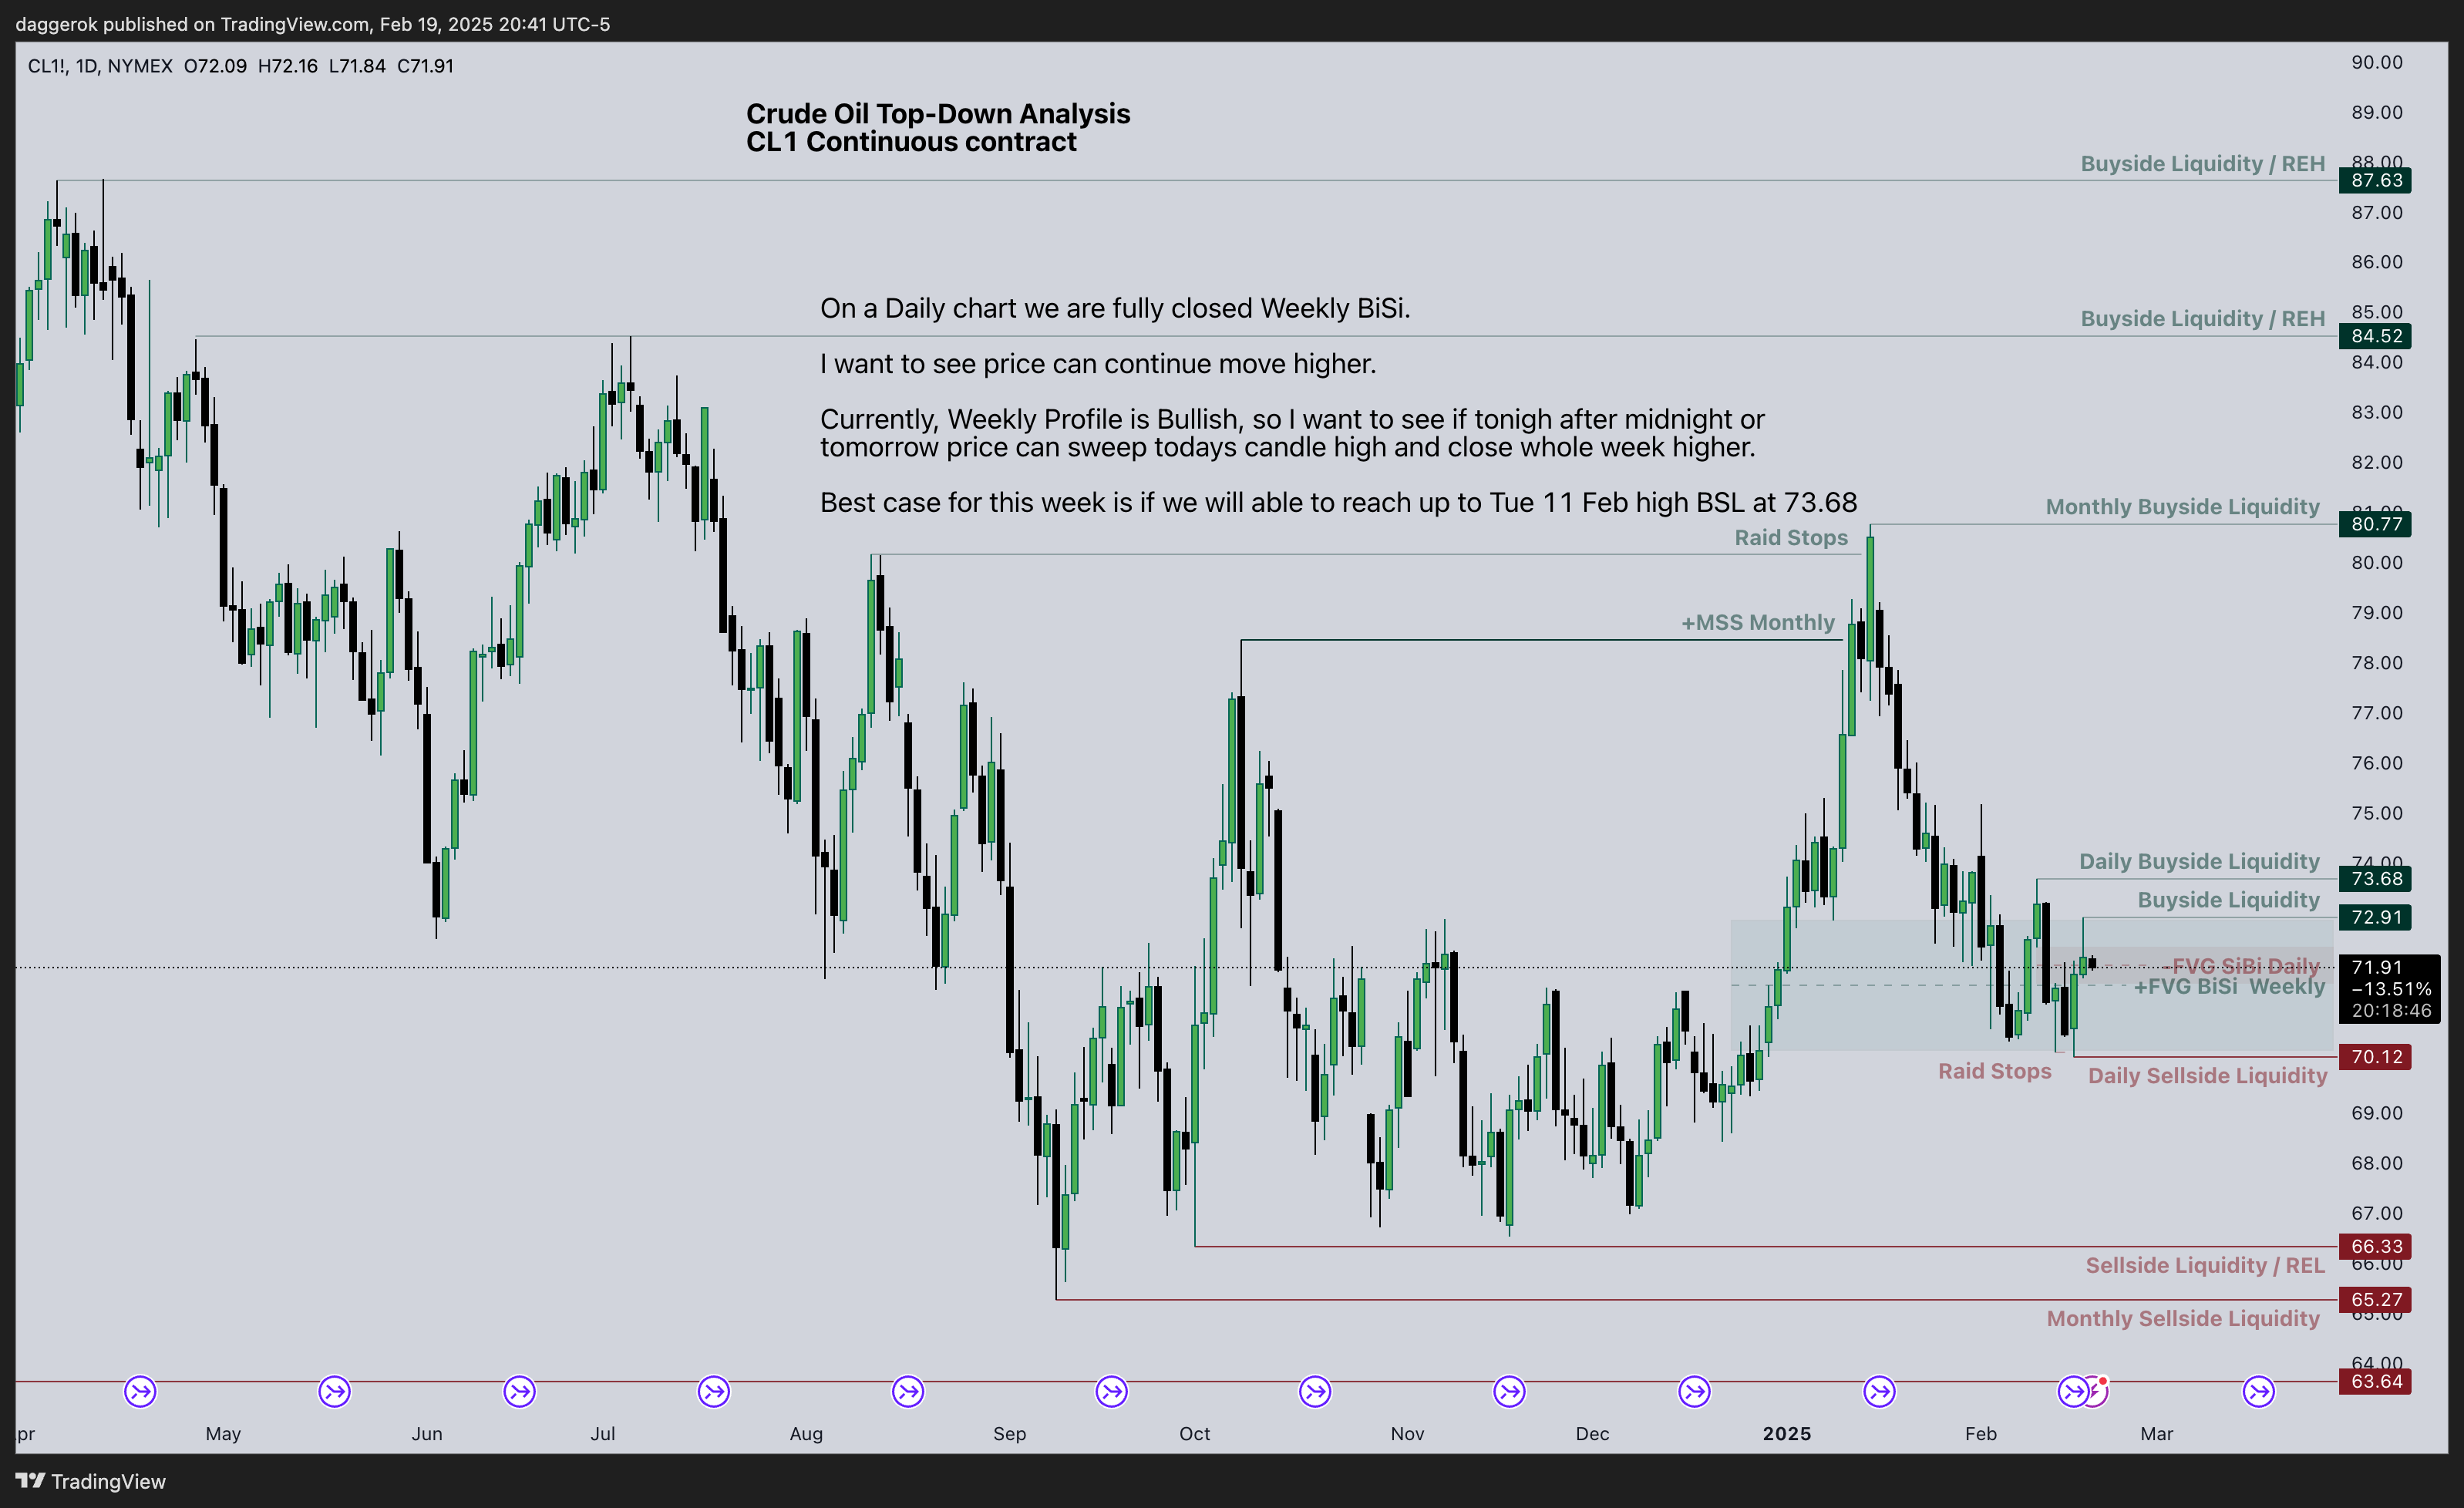 daggerok published on TradingView.com, Feb 19, 2025 20:41 UTC-5
CL1!, 1D, NYMEX O72.09 H72.16 L71.84 C71.91
Crude Oil Top-Down Analysis
CL1 Continuous contract
On a Daily chart we are fully closed Weekly BiSi.
I want to see price can continue move higher.
Currently, Weekly Profile is Bullish, so I want to see if tonigh after midnight or
tomorrow price can sweep todays candle high and close whole week higher.
Best case for this week is if we will able to reach up to Tue 11 Feb high BSL at 73.68
Buyside Liquidity / REH
Buyside Liquidity / REH
Monthly Buyside Liquidity
Raid Stops
+MSS Monthly
Daily Buyside Liquidity
Buyside Liquidity
-FVG SiBi Daily
+FVG BiSi Weekly
Raid Stops
Daily Sellside Liquidity
Sellside Liquidity / REL
Monthly Sellside Liquidity
90.00
89.00
88.00
87.63
87.00
86.00
85.00
84.52
84.00
83.00
82.00
81.00
80.77
80.00
79.00
78.00
77.00
76.00
75.00
74.00
73.68
72.91
71.91
−13.51%
20:18:46
70.12
69.00
68.00
67.00
66.33
66.00
65.27
65.00
64.00
63.64
pr
May
Jun
Jul
Aug
Sep
Oct
Nov
Dec
2025
Feb
Mar
TradingView